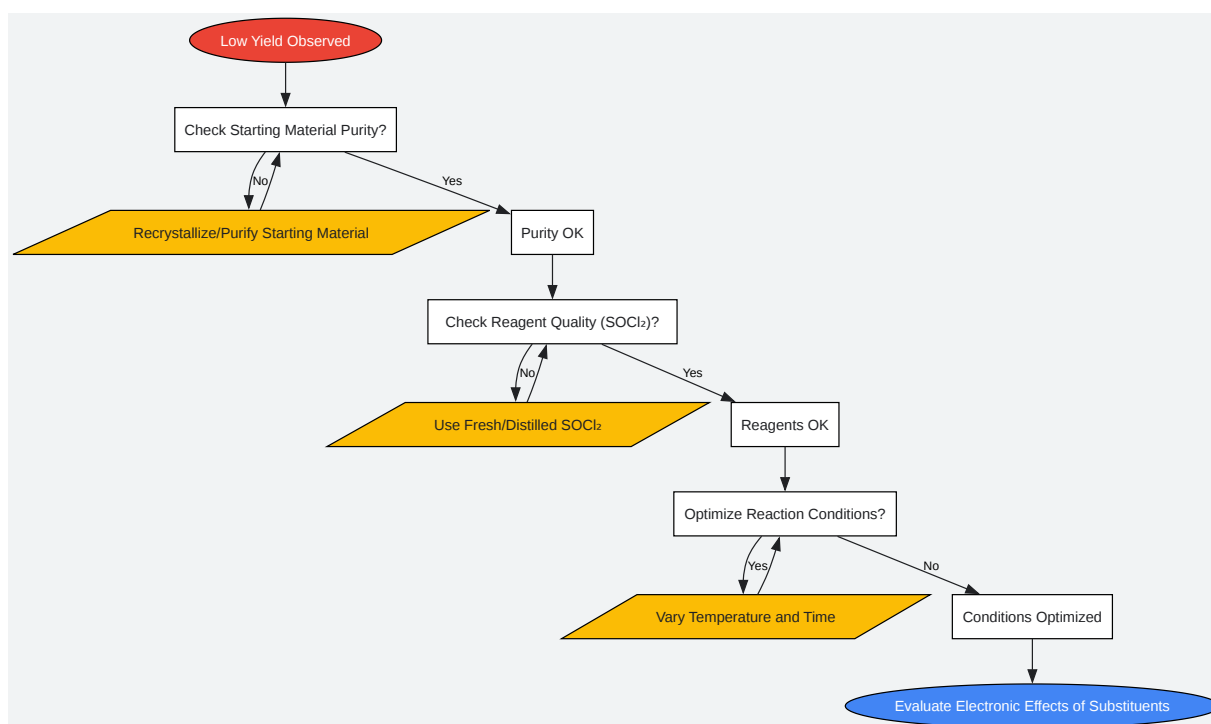 Low Yield Observed
Check Starting Material Purity?
No
Yes
Recrystallize/Purify Starting Material
Purity OK
Check Reagent Quality (SOCl₂)?
No
Yes
Use Fresh/Distilled SOCl₂
Reagents OK
Optimize Reaction Conditions?
Yes
No
Vary Temperature and Time
Conditions Optimized
Evaluate Electronic Effects of Substituents